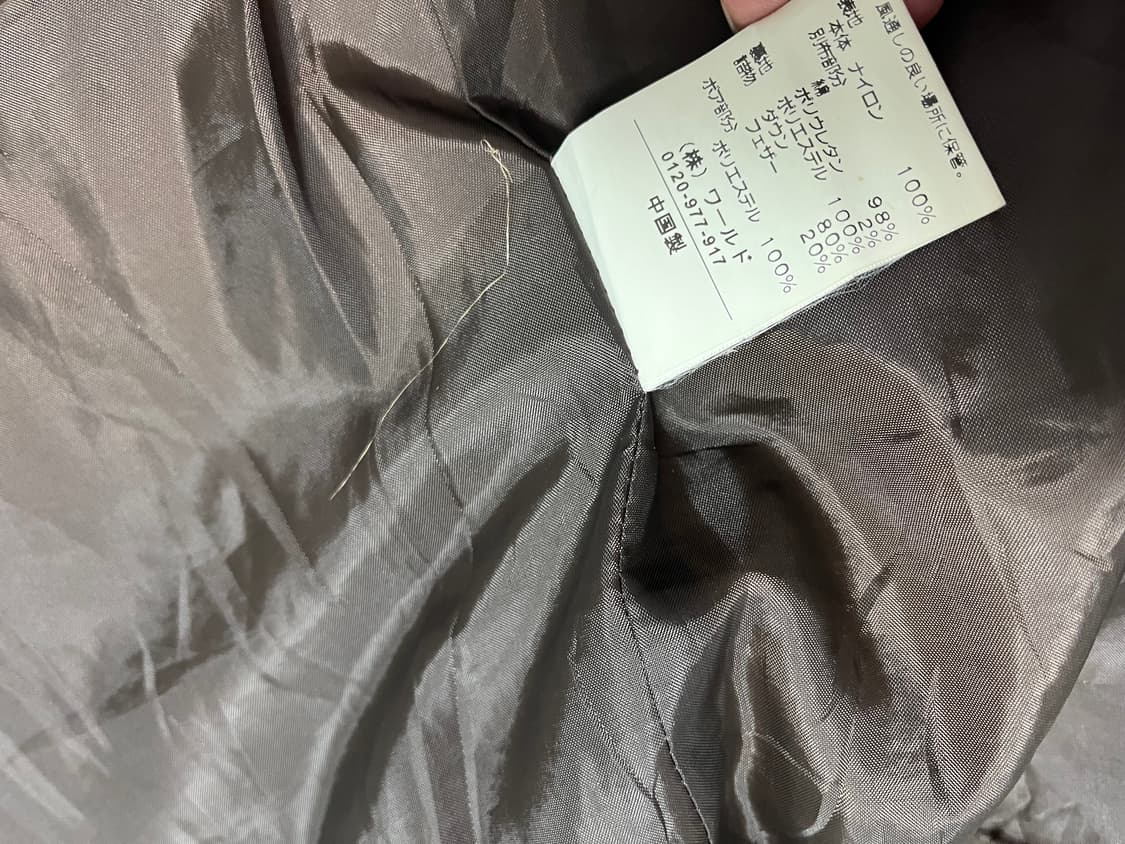 風通しの良い場所に保管。
表地
本体 ナイロン 100%
別布部分 綿 98%
ポリウレタン 2%
裏地 ポリエステル 100%
詰物 ダウン 80%
フェザー 20%
ボア部分 ポリエステル 100%
(株) ワールド
0120-977-917
中国製